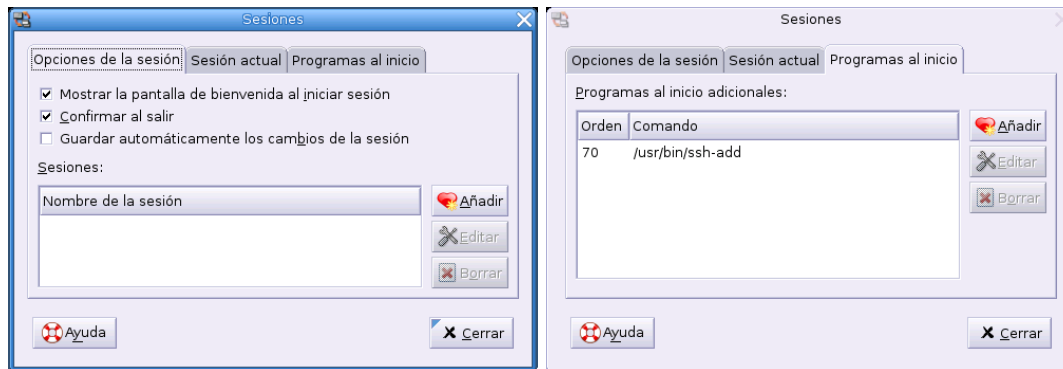 Sesiones
Opciones de la sesión Sesión actual Programas al inicio
Mostrar la pantalla de bienvenida al iniciar sesión
Confirmar al salir
Guardar automáticamente los cambios de la sesión
Sesiones:
Nombre de la sesión
Añadir
Editar
Borrar
Ayuda
Cerrar
Sesiones
Opciones de la sesión Sesión actual Programas al inicio
Programas al inicio adicionales:
Orden Comando
70 /usr/bin/ssh-add
Añadir
Editar
Borrar
Ayuda
Cerrar